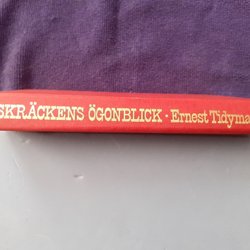 SKRÄCKENS ÖGONBLICK · Ernest Tidyma